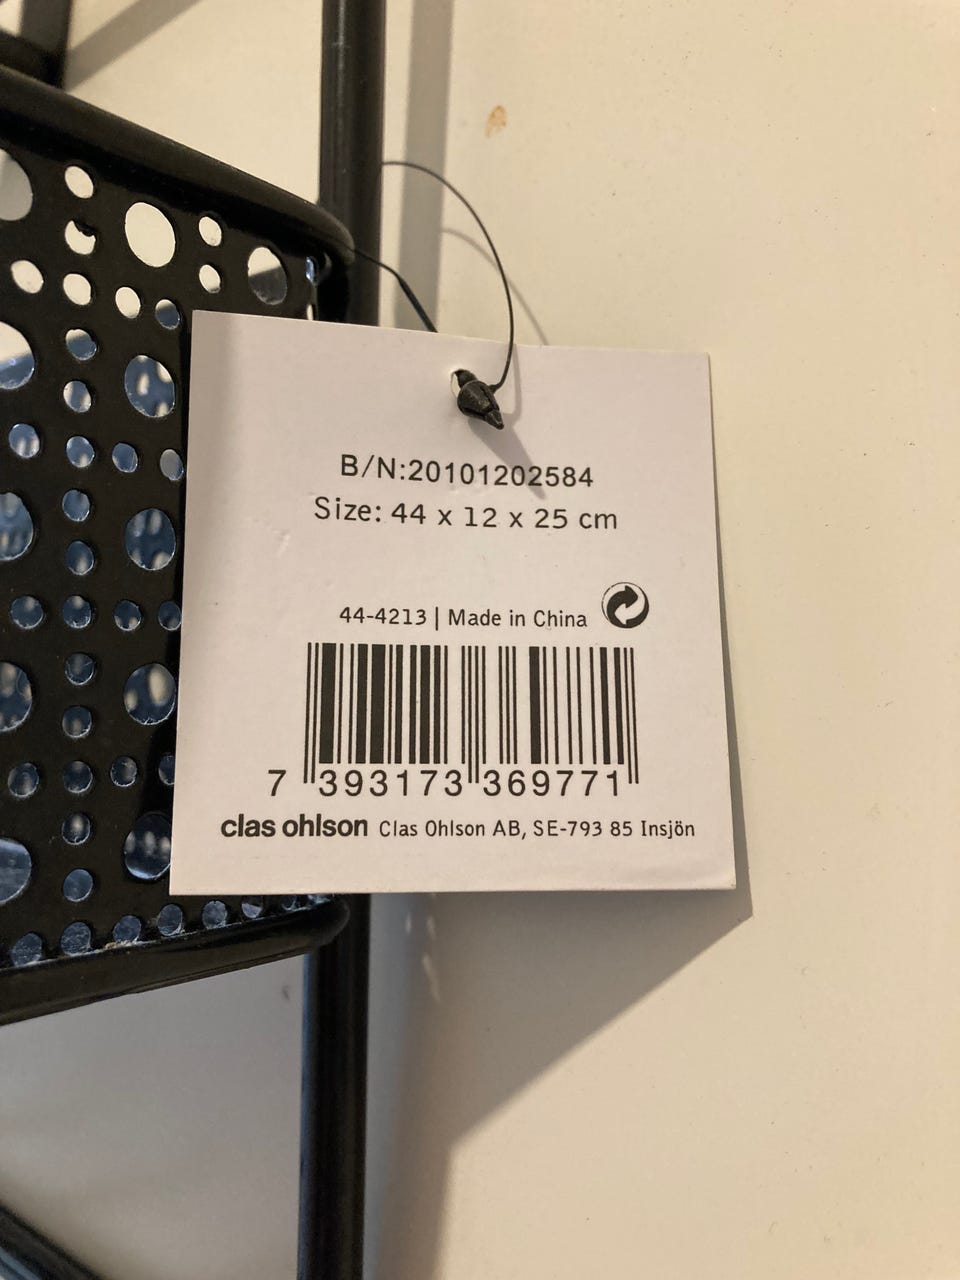 B/N:20101202584
Size: 44 x 12 x 25 cm
44-4213 | Made in China
7 393173 369771
clas ohlson Clas Ohlson AB, SE-793 85 Insjön